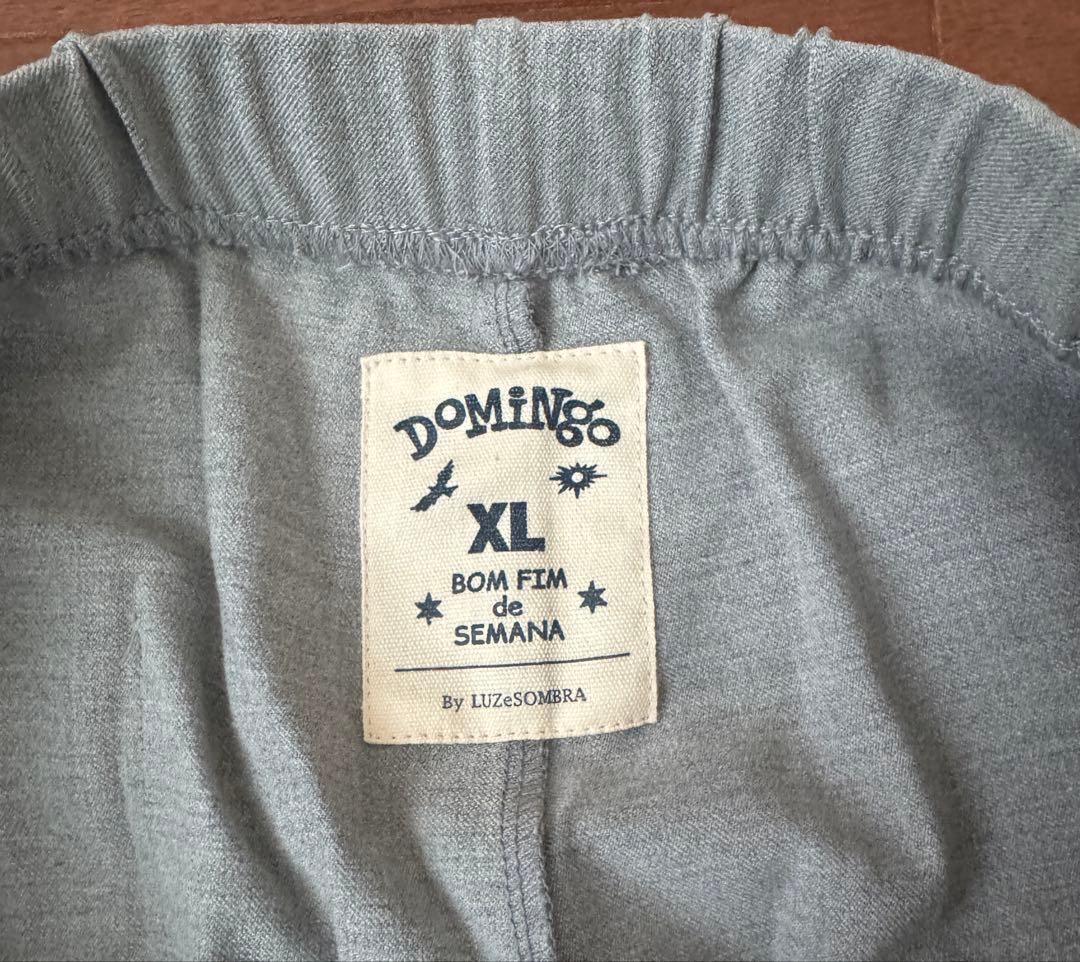 DOMiNgo
XL
BOM FIM
de
SEMANA
By LUZeSOMBRA